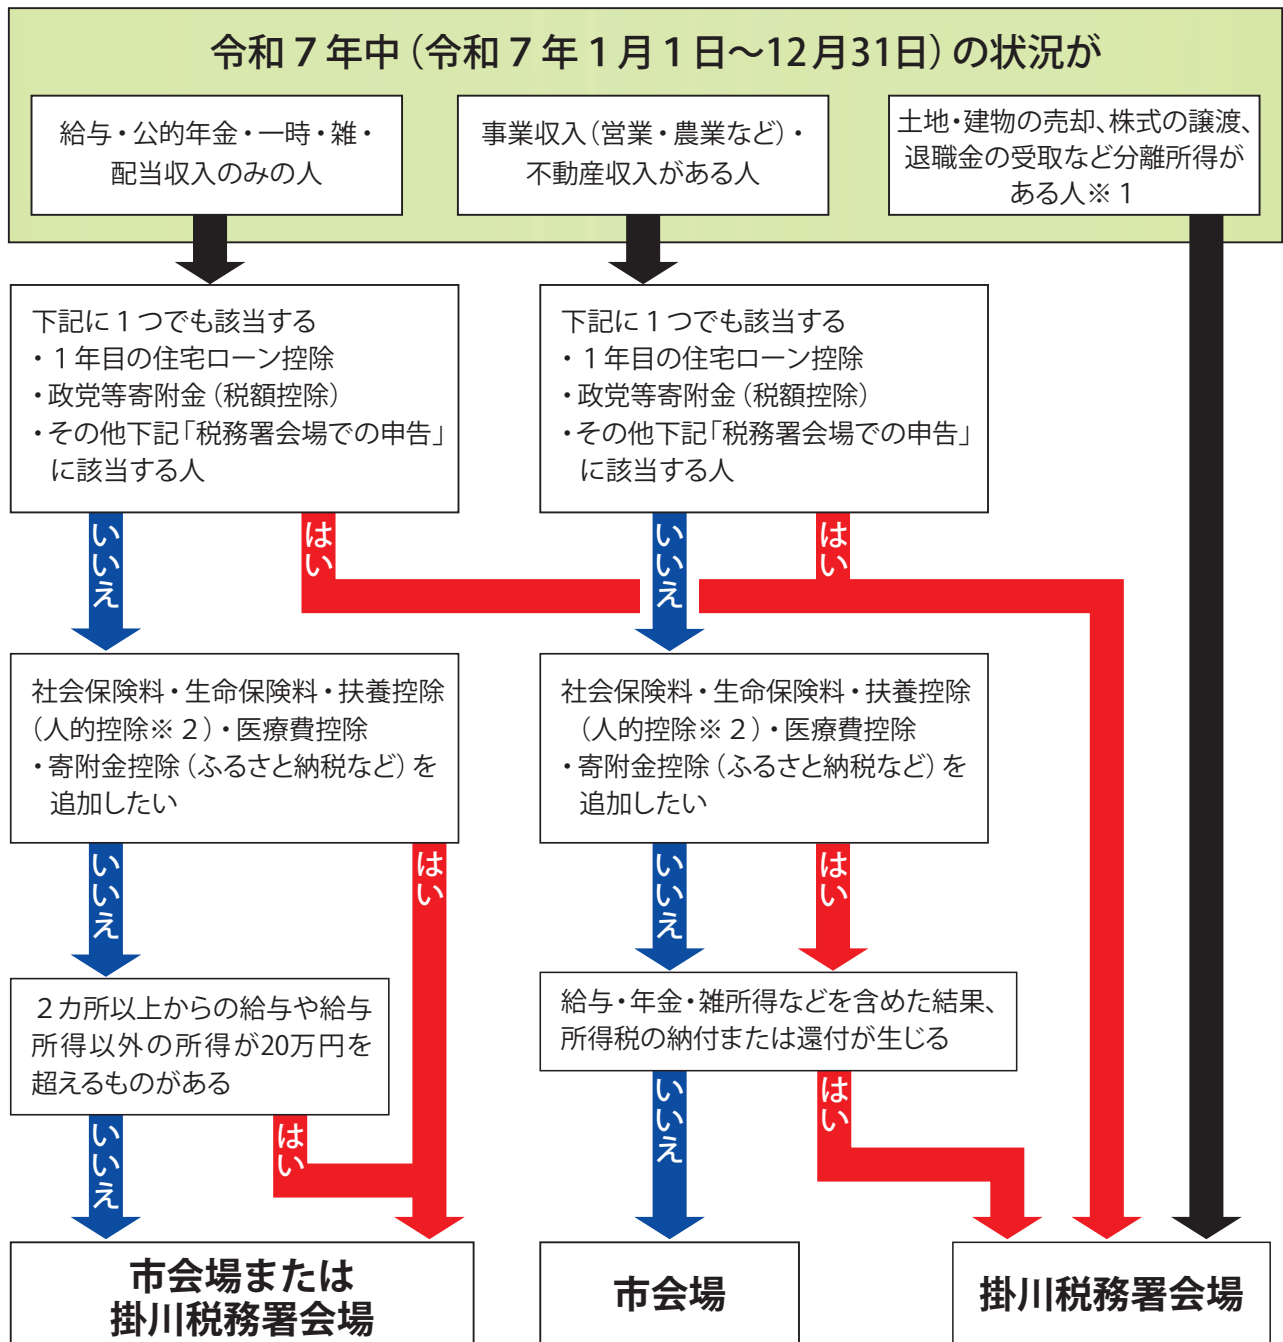 令和７年中（令和７年１月１日～12月31日）の状況が
給与・公的年金・一時・雑・
配当収入のみの人
事業収入（営業・農業など）・
不動産収入がある人
土地・建物の売却、株式の譲渡、
退職金の受取など分離所得が
ある人※１
下記に１つでも該当する
・１年目の住宅ローン控除
・政党等寄附金（税額控除）
・その他下記「税務署会場での申告」
に該当する人
下記に１つでも該当する
・１年目の住宅ローン控除
・政党等寄附金（税額控除）
・その他下記「税務署会場での申告」
に該当する人
いいえ
はい
いいえ
はい
社会保険料・生命保険料・扶養控除
（人的控除※２）・医療費控除
・寄附金控除（ふるさと納税など）を
追加したい
社会保険料・生命保険料・扶養控除
（人的控除※２）・医療費控除
・寄附金控除（ふるさと納税など）を
追加したい
いいえ
はい
いいえ
はい
２カ所以上からの給与や給与
所得以外の所得が20万円を
超えるものがある
給与・年金・雑所得などを含めた結果、
所得税の納付または還付が生じる
いいえ
はい
いいえ
はい
市会場または
掛川税務署会場
市会場
掛川税務署会場